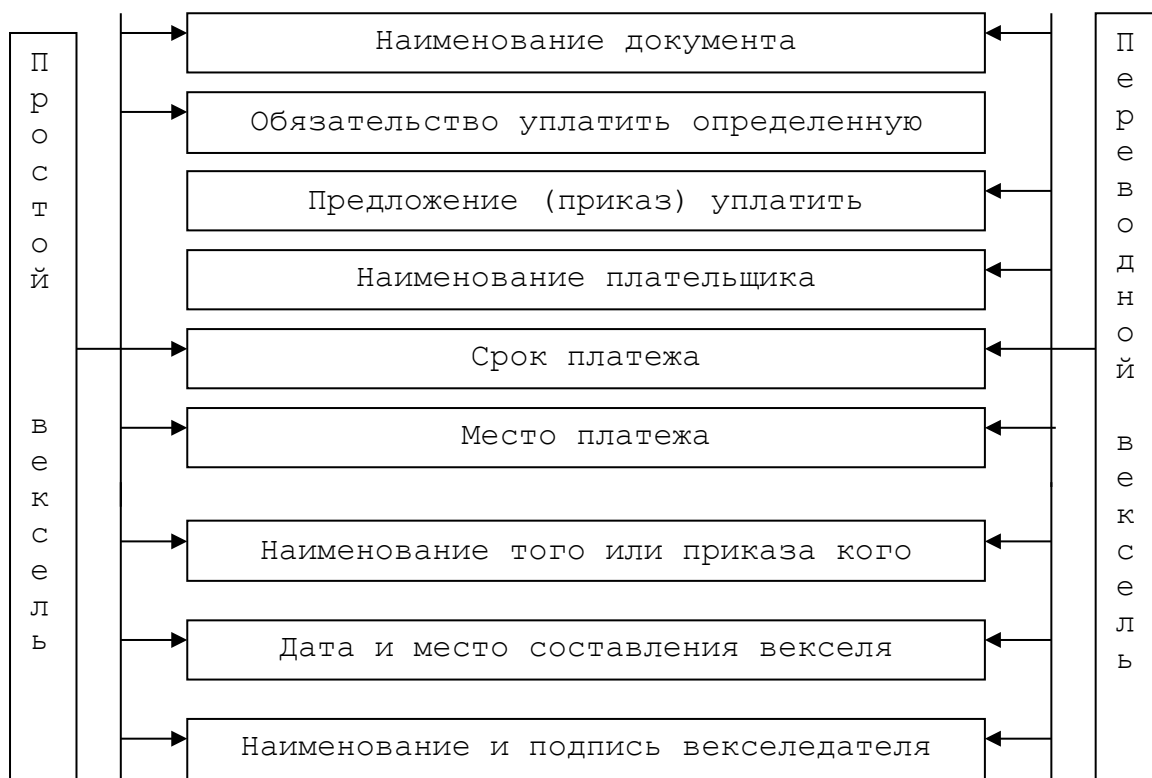 Простой вексель
Наименование документа
Обязательство уплатить определенную
Предложение (приказ) уплатить
Наименование плательщика
Срок платежа
Место платежа
Наименование того или приказа кого
Дата и место составления векселя
Наименование и подпись векселедателя
Переводной вексель